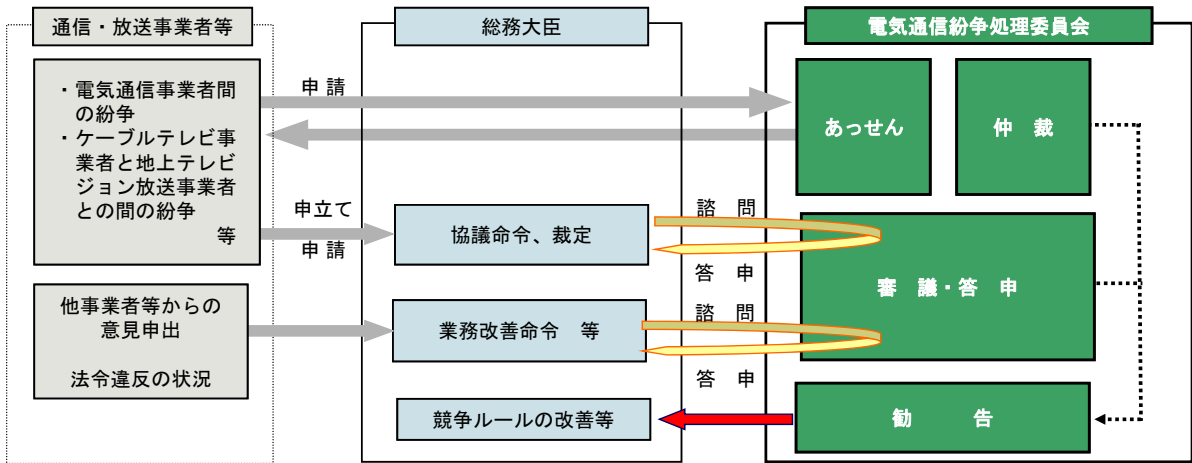 通信・放送事業者等
・電気通信事業者間
の紛争
・ケーブルテレビ事
業者と地上テレビ
ジョン放送事業者
との間の紛争
等
他事業者等からの
意見申出
法令違反の状況
申請
申立て
申請
総務大臣
協議命令、裁定
業務改善命令 等
競争ルールの改善等
諮問
答申
諮問
答申
電気通信紛争処理委員会
あっせん
仲 裁
審 議・答 申
勧 告